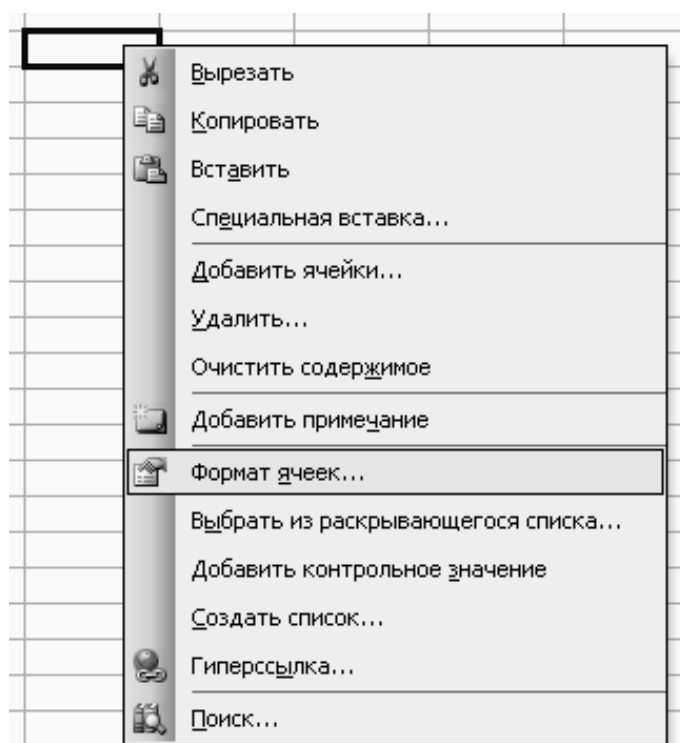 Вырезать
Копировать
Вставить
Специальная вставка...
Добавить ячейки...
Удалить...
Очистить содержимое
Добавить примечание
Формат ячеек...
Выбрать из раскрывающегося списка...
Добавить контрольное значение
Создать список...
Гиперссылка...
Поиск...